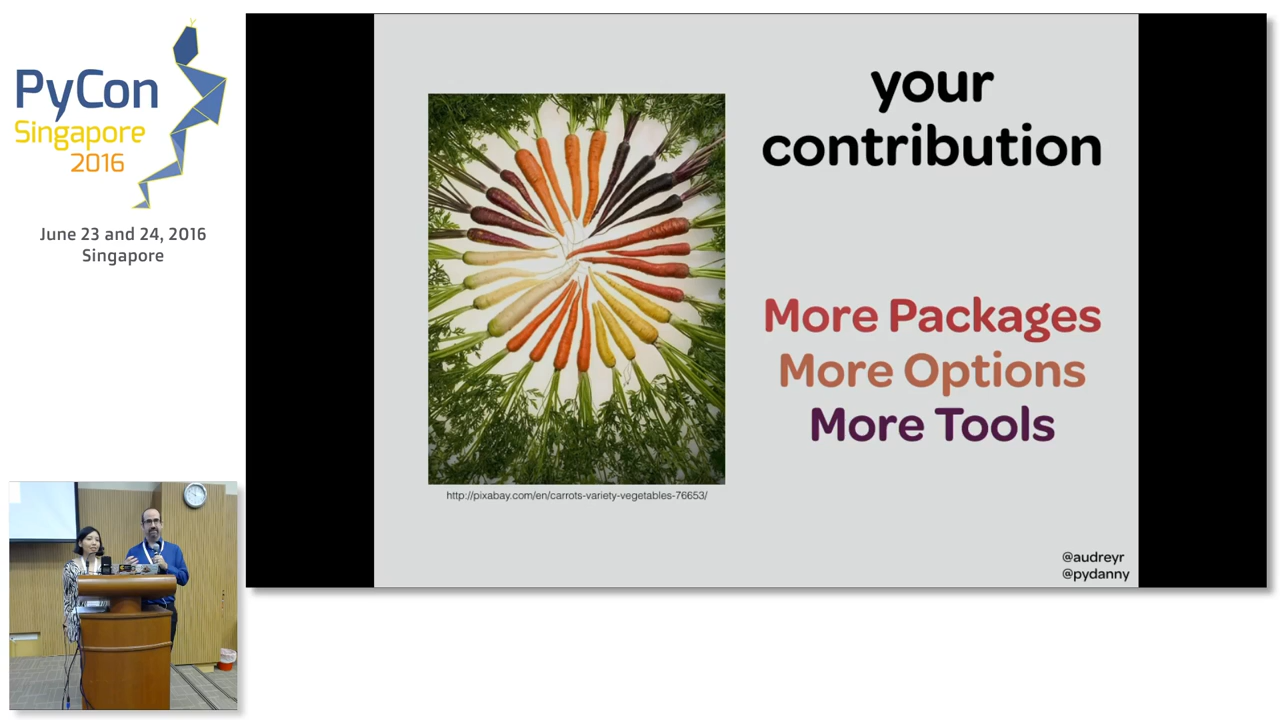 PyCon
Singapore
2016
June 23 and 24, 2016
Singapore
your
contribution
More Packages
More Options
More Tools
http://pixabay.com/en/carrots-variety-vegetables-76653/
@audreyr
@pydanny